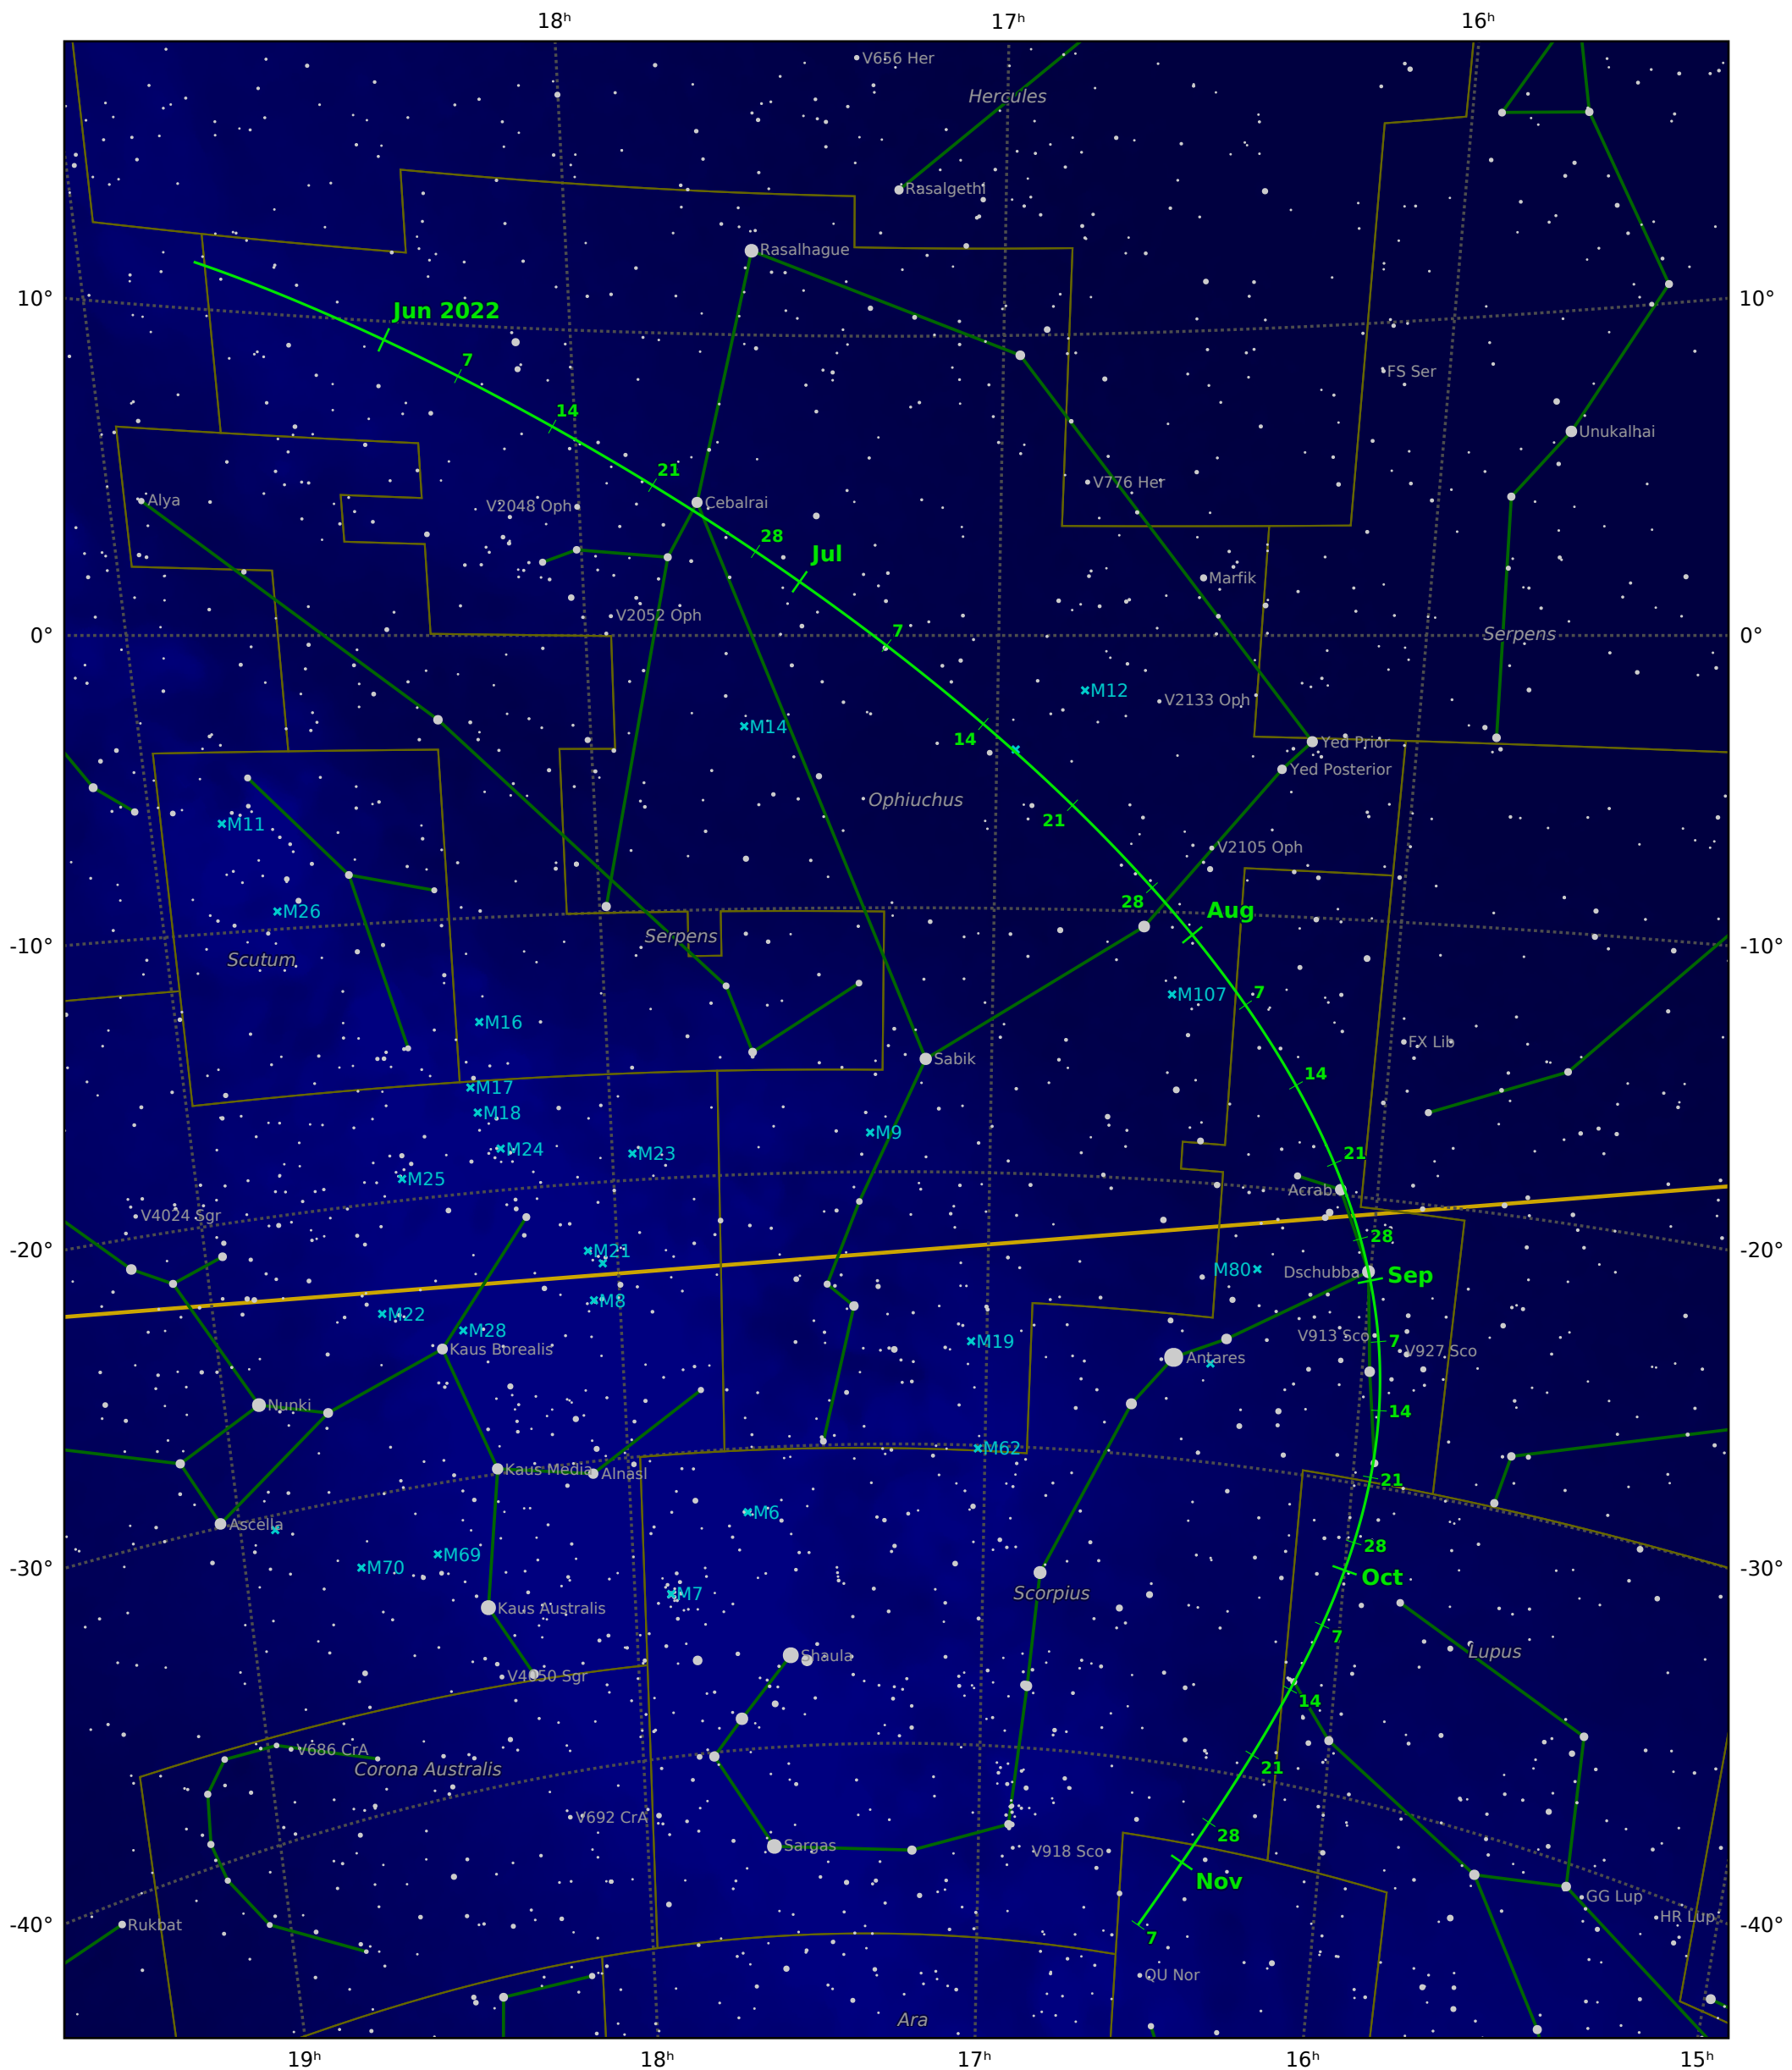 18ʰ 17ʰ 16ʰ
V656 Her
Hercules
Rasalgethi
Rasalhague
10° 10°
Jun 2022
7
FS Ser
14
Unukalhai
21
V776 Her
Alya
V2048 Oph
Cebalrai
28
Jul
Marfik
V2052 Oph
7
0° Serpens 0°
M12
V2133 Oph
M14
14
Yed Prior
Yed Posterior
Ophiuchus
21
M11
V2105 Oph
28
M26
Aug
Serpens
-10° -10°
Scutum
M107
7
M16
FX Lib
Sabik
14
M17
M18
M9
M24
M23
21
M25
Acrab
V4024 Sgr
28
-20° M21 -20°
M80
Dschubba
Sep
M8
M22
M28
V913 Sco
7
M19
Kaus Borealis
V927 Sco
Antares
Nunki
14
M62
Kaus Media
Alnasl
21
M6
Ascella
28
M69
-30° M70 -30°
Oct
M7
Scorpius
Kaus Australis
7
Lupus
Shaula
V4050 Sgr
14
V686 CrA
Corona Australis
21
V692 CrA
28
Sargas
V918 Sco
Nov
GG Lup
HR Lup
-40° Rukbat -40°
7
QU Nor
Ara
19ʰ 18ʰ 17ʰ 16ʰ 15ʰ